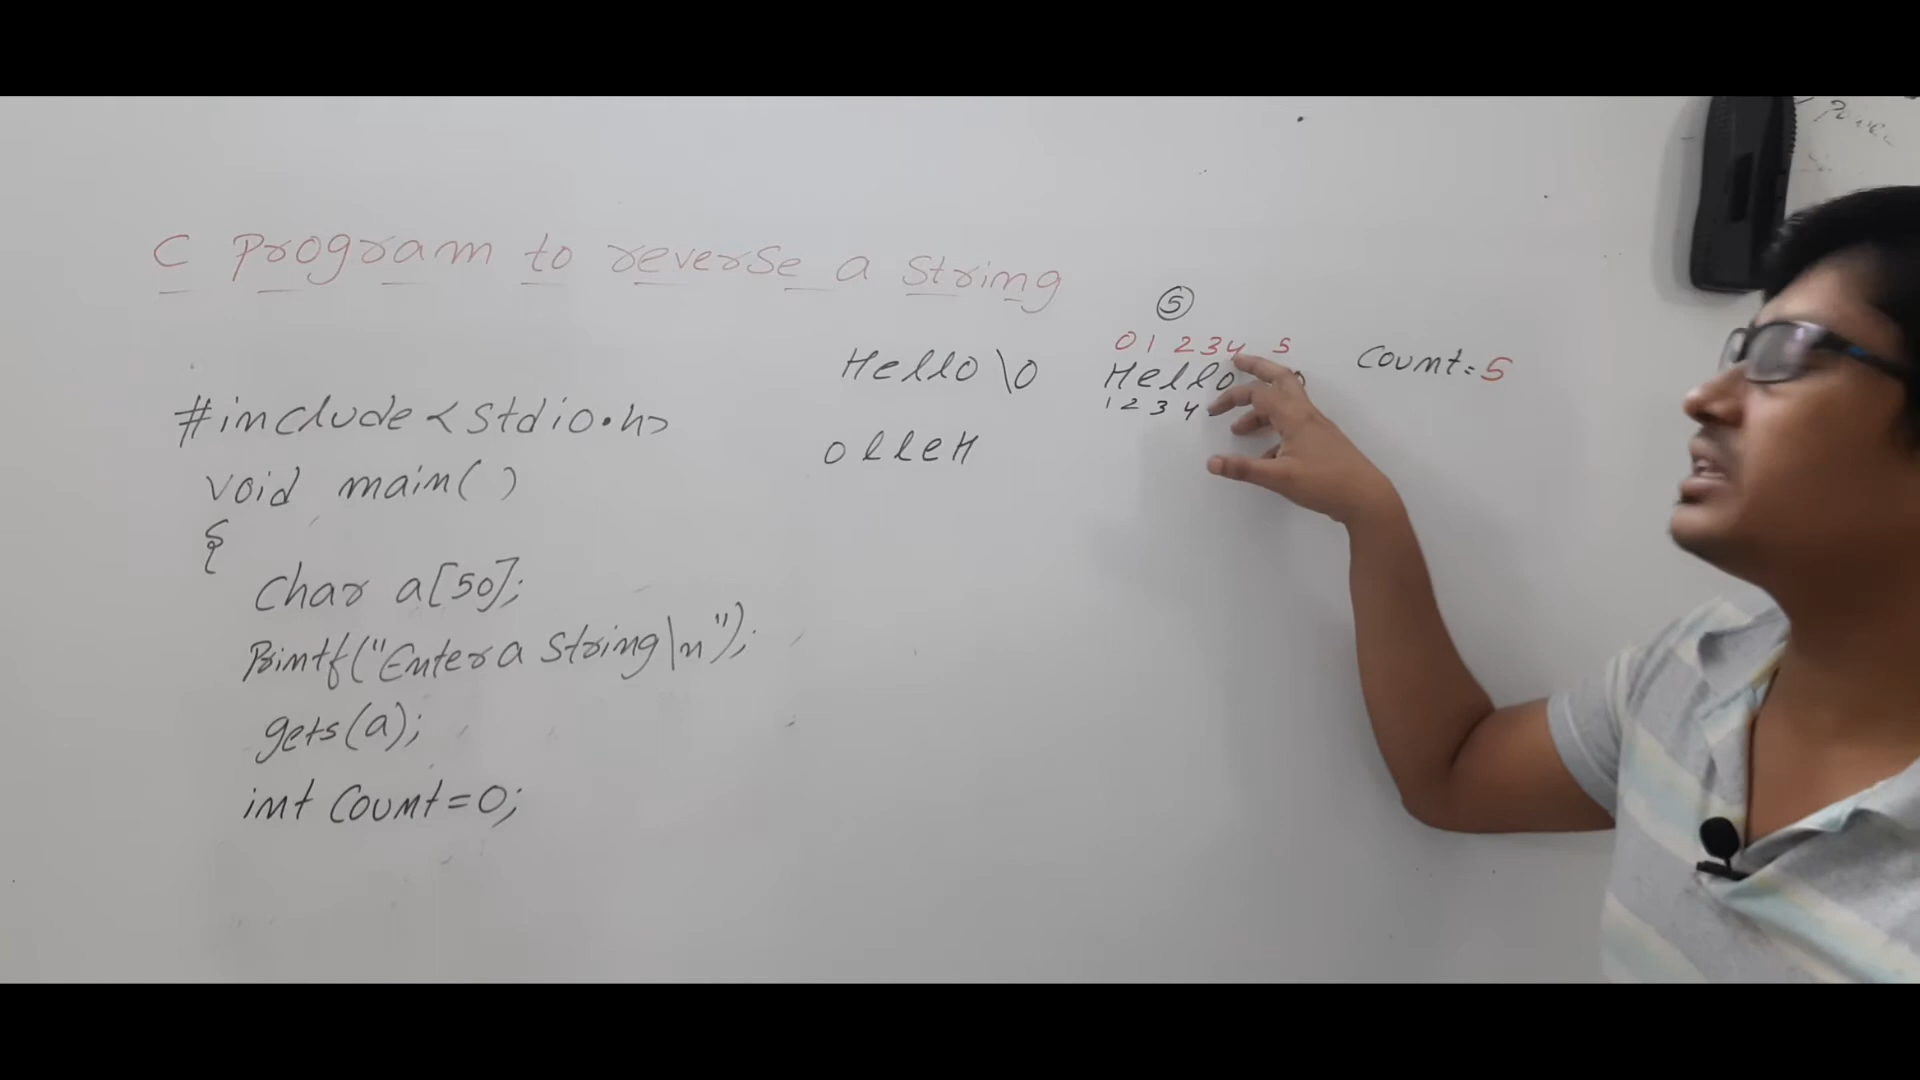 C Program to reverse a string
#include<stdio.h>
void main()
{
char a[50];
Printf("Enter a string\n");
gets(a);
int Count=0;
Hello \0
olleH
5
0 1 2 3 4 5
Hello
1 2 3 4
Count=5